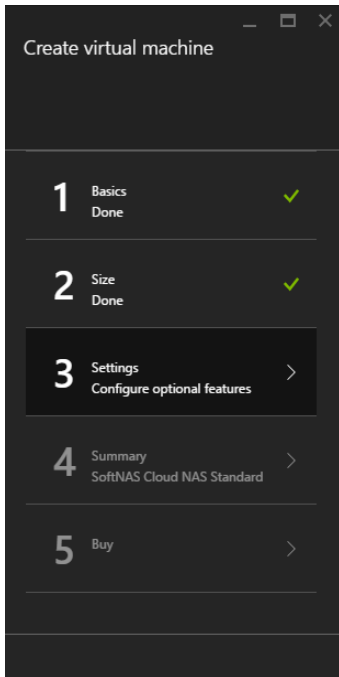 Create virtual machine
1
Basics
Done
2
Size
Done
3
Settings
Configure optional features
4
Summary
SoftNAS Cloud NAS Standard
5
Buy